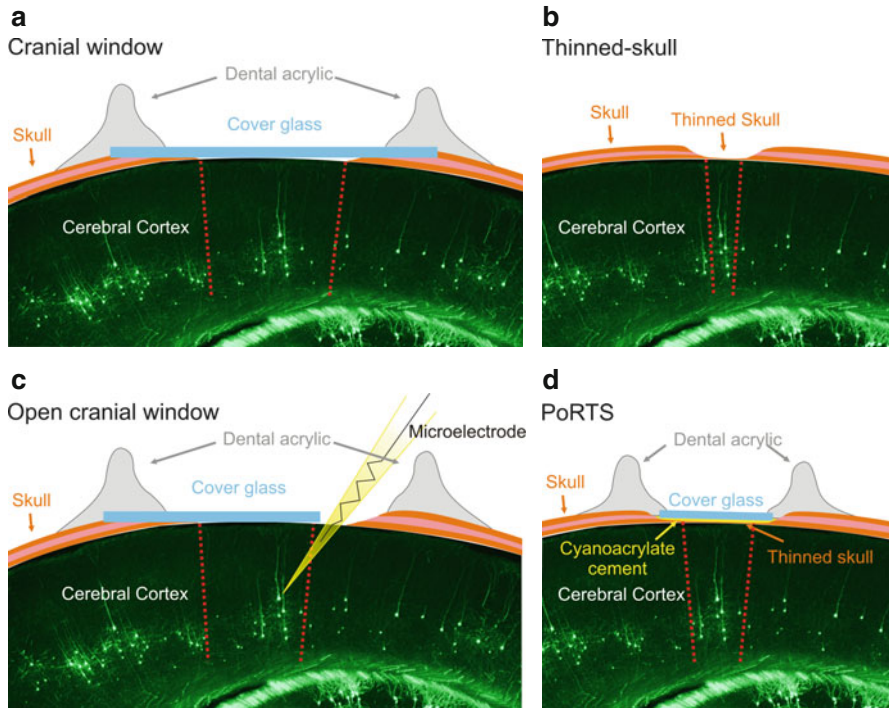 a
Cranial window
Dental acrylic
Cover glass
Skull
Cerebral Cortex
b
Thinned-skull
Skull
Thinned Skull
Cerebral Cortex
c
Open cranial window
Microelectrode
Dental acrylic
Cover glass
Skull
Cerebral Cortex
d
PoRTS
Dental acrylic
Skull
Cover glass
Cyanoacrylate
cement
Thinned skull
Cerebral Cortex